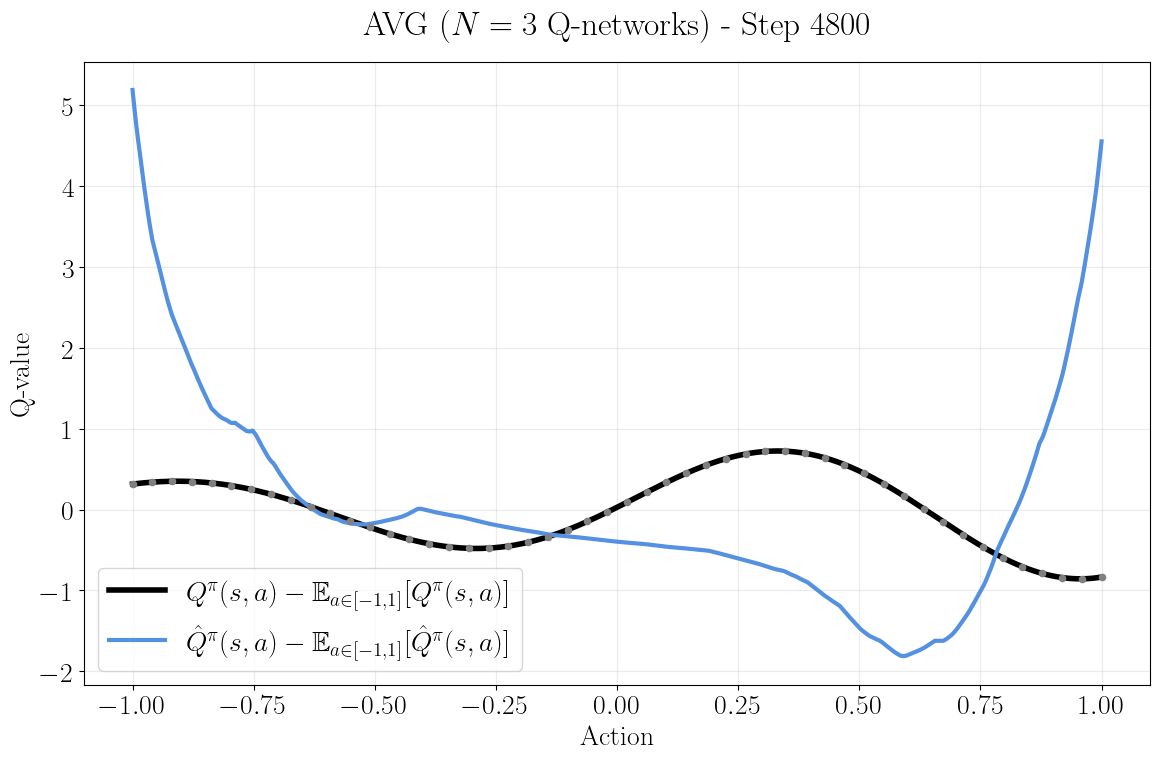 AVG (N = 3 Q-networks) - Step 4800
5
4
3
2
1
0
−1
−2
Q-value
Q^π(s, a) − 𝔼_{a∈[−1,1]}[Q^π(s, a)]
Q̂^π(s, a) − 𝔼_{a∈[−1,1]}[Q̂^π(s, a)]
−1.00 −0.75 −0.50 −0.25 0.00 0.25 0.50 0.75 1.00
Action